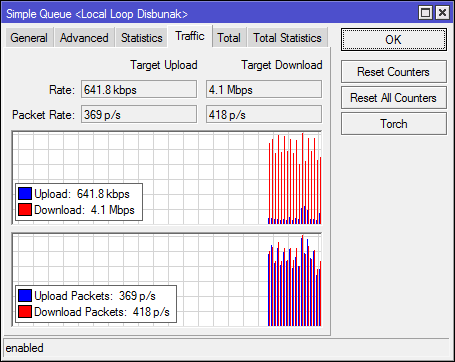 Simple Queue <Local Loop Disbunak>
General Advanced Statistics Traffic Total Total Statistics
OK
Reset Counters
Reset All Counters
Torch
Target Upload Target Download
Rate: 641.8 kbps 4.1 Mbps
Packet Rate: 369 p/s 418 p/s
Upload: 641.8 kbps
Download: 4.1 Mbps
Upload Packets: 369 p/s
Download Packets: 418 p/s
enabled